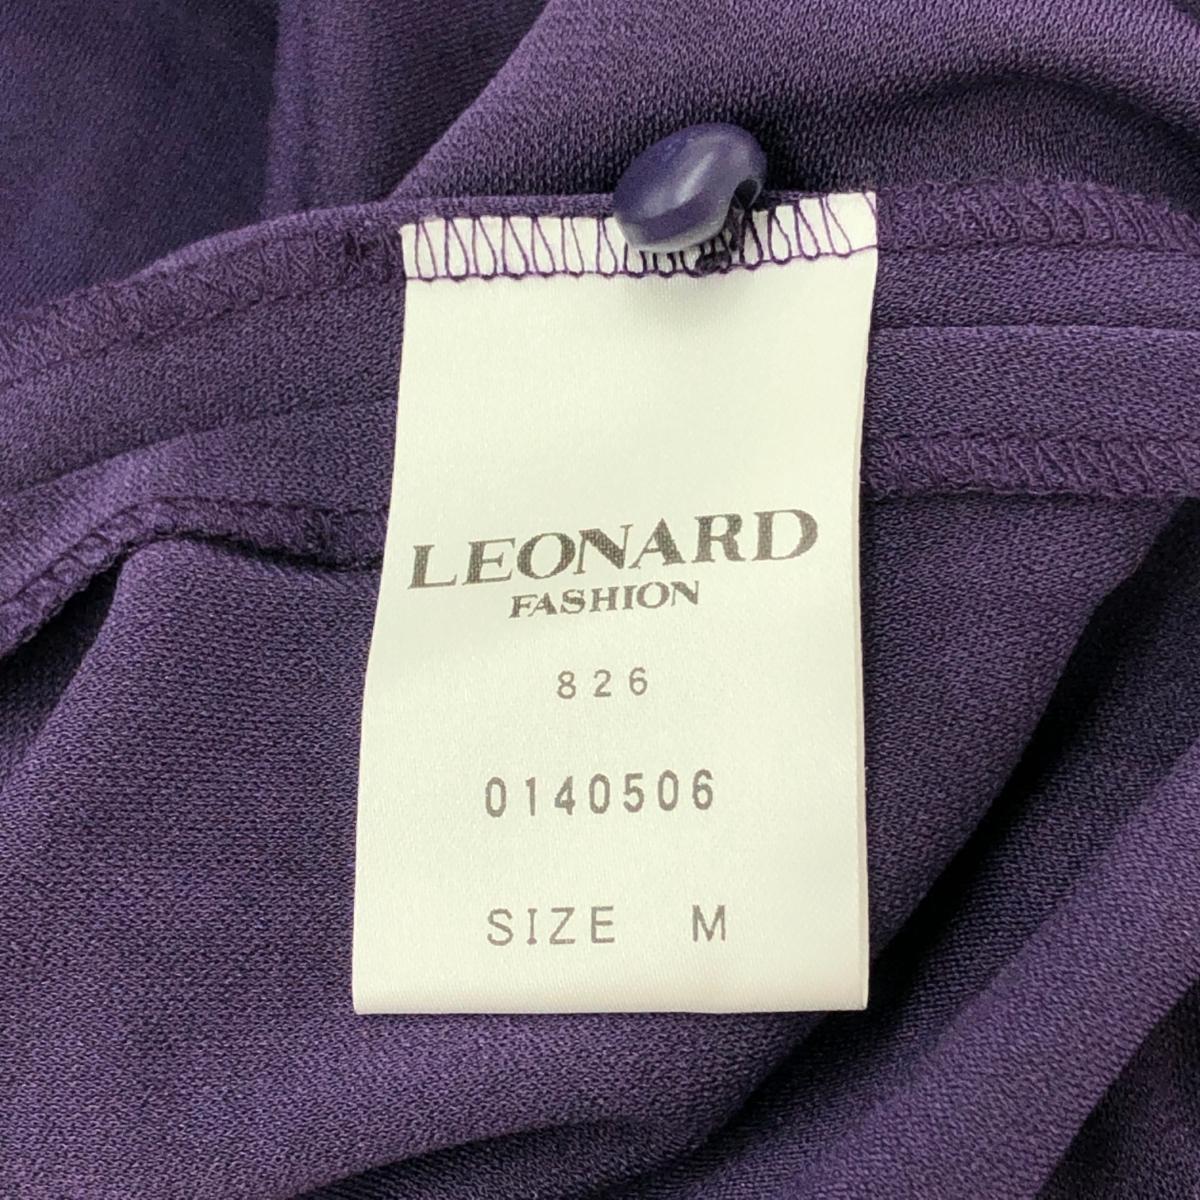 LEONARD
FASHION
826
0140506
SIZE M